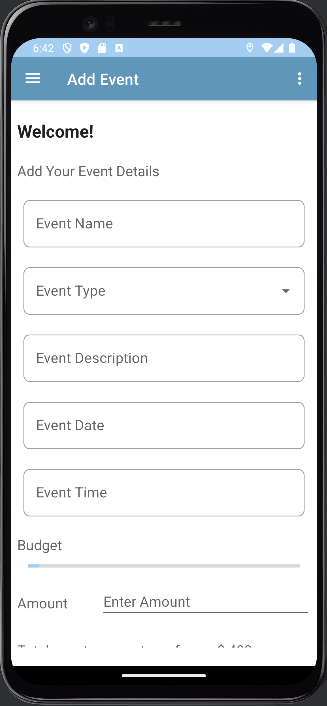 6:42
Add Event
Welcome!
Add Your Event Details
Event Name
Event Type
Event Description
Event Date
Event Time
Budget
Amount Enter Amount